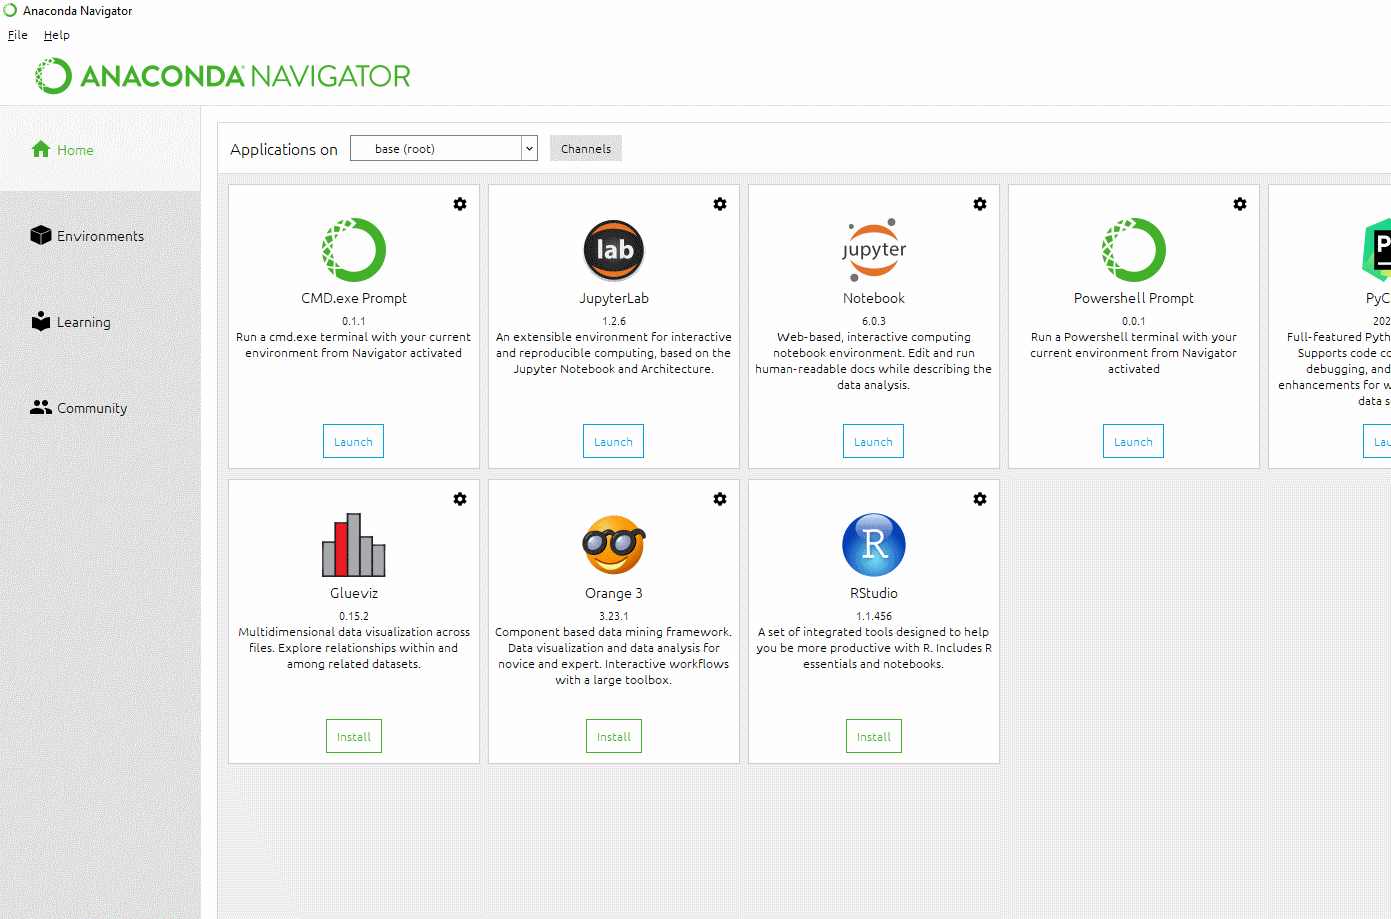 Anaconda Navigator
File Help
ANACONDA NAVIGATOR
Home
Environments
Learning
Community
Applications on base (root) Channels
CMD.exe Prompt
0.1.1
Run a cmd.exe terminal with your current
environment from Navigator activated
Launch
lab
JupyterLab
1.2.6
An extensible environment for interactive
and reproducible computing, based on the
Jupyter Notebook and Architecture.
Launch
jupyter
Notebook
6.0.3
Web-based, interactive computing
notebook environment. Edit and run
human-readable docs while describing the
data analysis.
Launch
Powershell Prompt
0.0.1
Run a Powershell terminal with your
current environment from Navigator
activated
Launch
P
PyC
202
Full-featured Pyth
Supports code co
debugging, and
enhancements for w
data s
Lau
Glueviz
0.15.2
Multidimensional data visualization across
files. Explore relationships within and
among related datasets.
Install
Orange 3
3.23.1
Component based data mining framework.
Data visualization and data analysis for
novice and expert. Interactive workflows
with a large toolbox.
Install
R
RStudio
1.1.456
A set of integrated tools designed to help
you be more productive with R. Includes R
essentials and notebooks.
Install